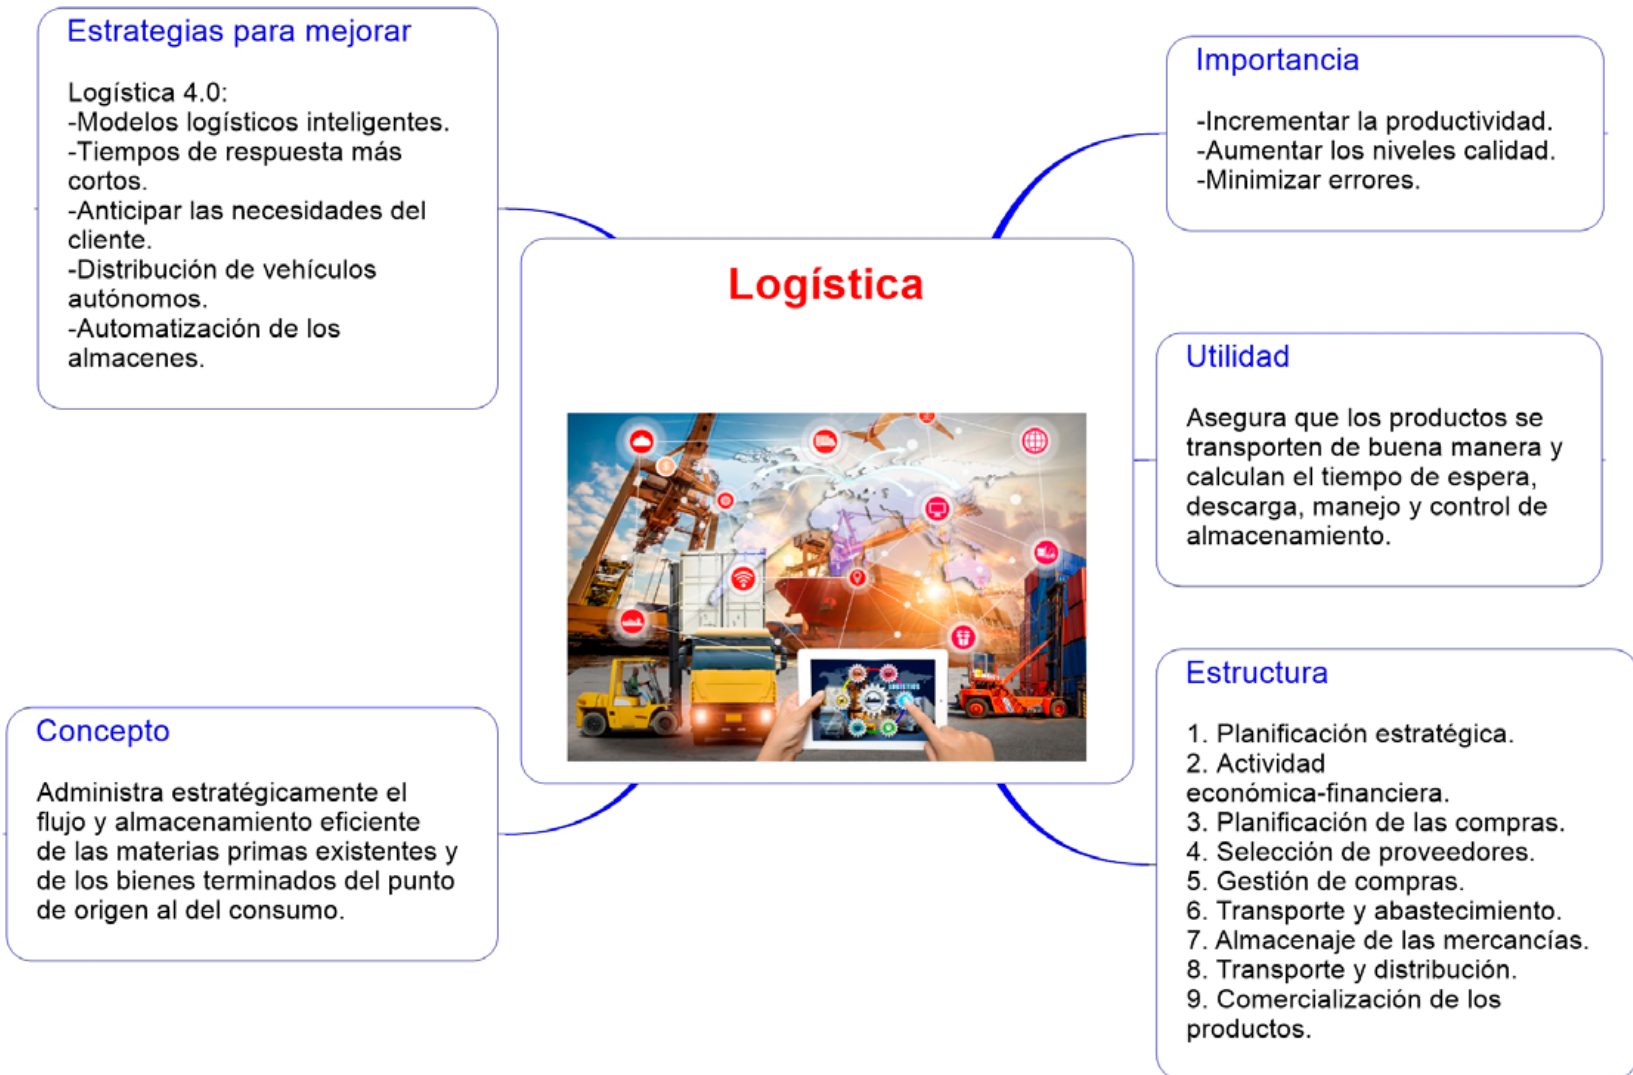 Estrategias para mejorar
Logística 4.0:
-Modelos logísticos inteligentes.
-Tiempos de respuesta más
cortos.
-Anticipar las necesidades del
cliente.
-Distribución de vehículos
autónomos.
-Automatización de los
almacenes.
Importancia
-Incrementar la productividad.
-Aumentar los niveles calidad.
-Minimizar errores.
Logística
LOGISTICS
Utilidad
Asegura que los productos se
transporten de buena manera y
calculan el tiempo de espera,
descarga, manejo y control de
almacenamiento.
Concepto
Administra estratégicamente el
flujo y almacenamiento eficiente
de las materias primas existentes y
de los bienes terminados del punto
de origen al del consumo.
Estructura
1. Planificación estratégica.
2. Actividad
económica-financiera.
3. Planificación de las compras.
4. Selección de proveedores.
5. Gestión de compras.
6. Transporte y abastecimiento.
7. Almacenaje de las mercancías.
8. Transporte y distribución.
9. Comercialización de los
productos.